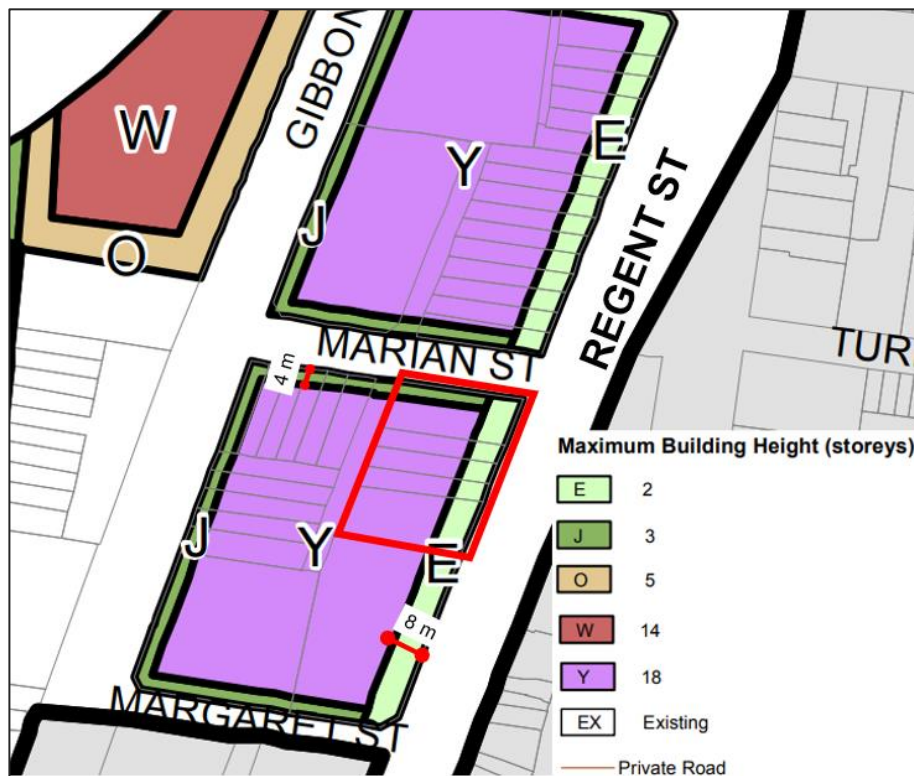 GIBBON
W
Y
E
J
O
REGENT ST
MARIAN ST
TUR
4 m
J
Y
E
8 m
MARGARET ST
Maximum Building Height (storeys)
E 2
J 3
O 5
W 14
Y 18
EX Existing
Private Road